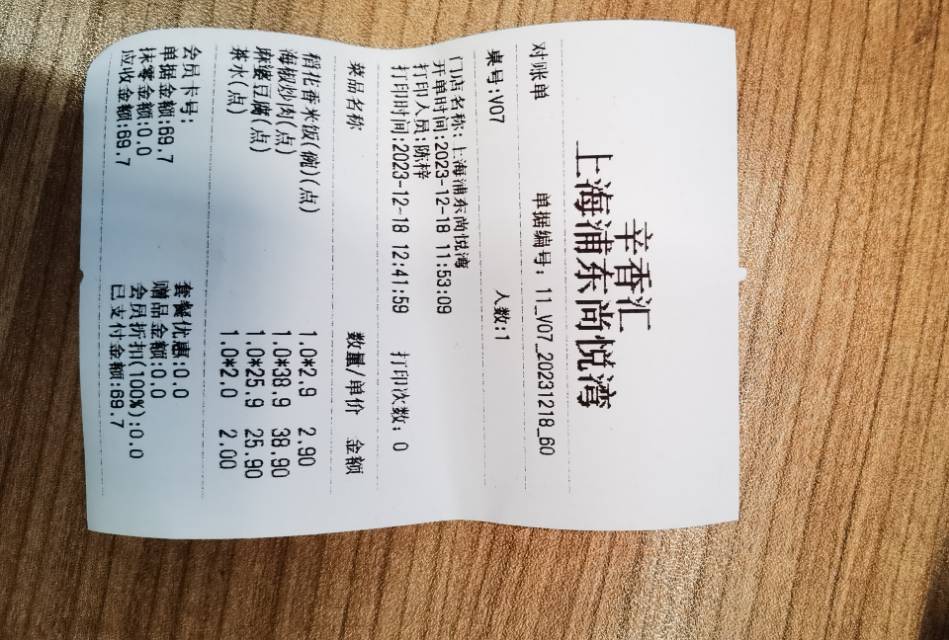 辛香汇
上海浦东尚悦湾
对账单 单据编号: 11_V07_20231218_60
桌号:V07 人数:1
门店名称:上海浦东尚悦湾
开单时间:2023-12-18 11:53:09
打印人员:陈梓
打印时间:2023-12-18 12:41:59 打印次数: 0
菜品名称 数量/单价 金额
稻花香米饭(碗)(点) 1.0*2.9 2.90
海椒炒肉(点) 1.0*38.9 38.90
麻婆豆腐(点) 1.0*25.9 25.90
茶水(点) 1.0*2.0 2.00
会员卡号: 套餐优惠:0.0
单据金额:69.7 赠品金额:0.0
抹零金额:0.0 会员折扣(100%):0.0
应收金额:69.7 已支付金额:69.7